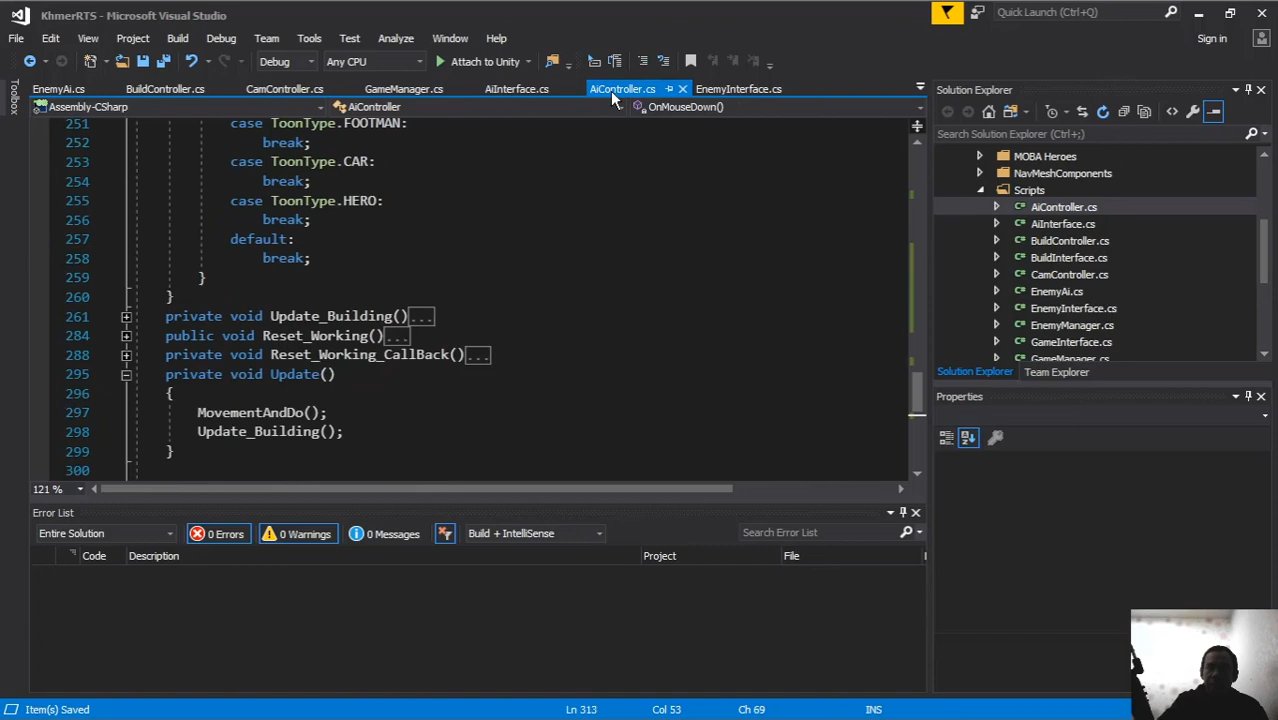 KhmerRTS - Microsoft Visual Studio
Quick Launch (Ctrl+Q)
File Edit View Project Build Debug Team Tools Test Analyze Window Help
Sign in
Debug Any CPU Attach to Unity
Toolbox
EnemyAi.cs BuildController.cs CamController.cs GameManager.cs AiInterface.cs AiController.cs EnemyInterface.cs
Assembly-CSharp AiController OnMouseDown()
251 case ToonType.FOOTMAN:
252 break;
253 case ToonType.CAR:
254 break;
255 case ToonType.HERO:
256 break;
257 default:
258 break;
259 }
260 }
261 private void Update_Building()...
284 public void Reset_Working()...
288 private void Reset_Working_CallBack()...
295 private void Update()
296 {
297 MovementAndDo();
298 Update_Building();
299 }
300
121 %
Solution Explorer
Search Solution Explorer (Ctrl+;)
MOBA Heroes
NavMeshComponents
Scripts
AiController.cs
AiInterface.cs
BuildController.cs
BuildInterface.cs
CamController.cs
EnemyAi.cs
EnemyInterface.cs
EnemyManager.cs
GameInterface.cs
GameManager.cs
Solution Explorer Team Explorer
Properties
Error List
Entire Solution 0 Errors 0 Warnings 0 Messages Build + IntelliSense Search Error List
Code Description Project File
Item(s) Saved Ln 313 Col 53 Ch 69 INS